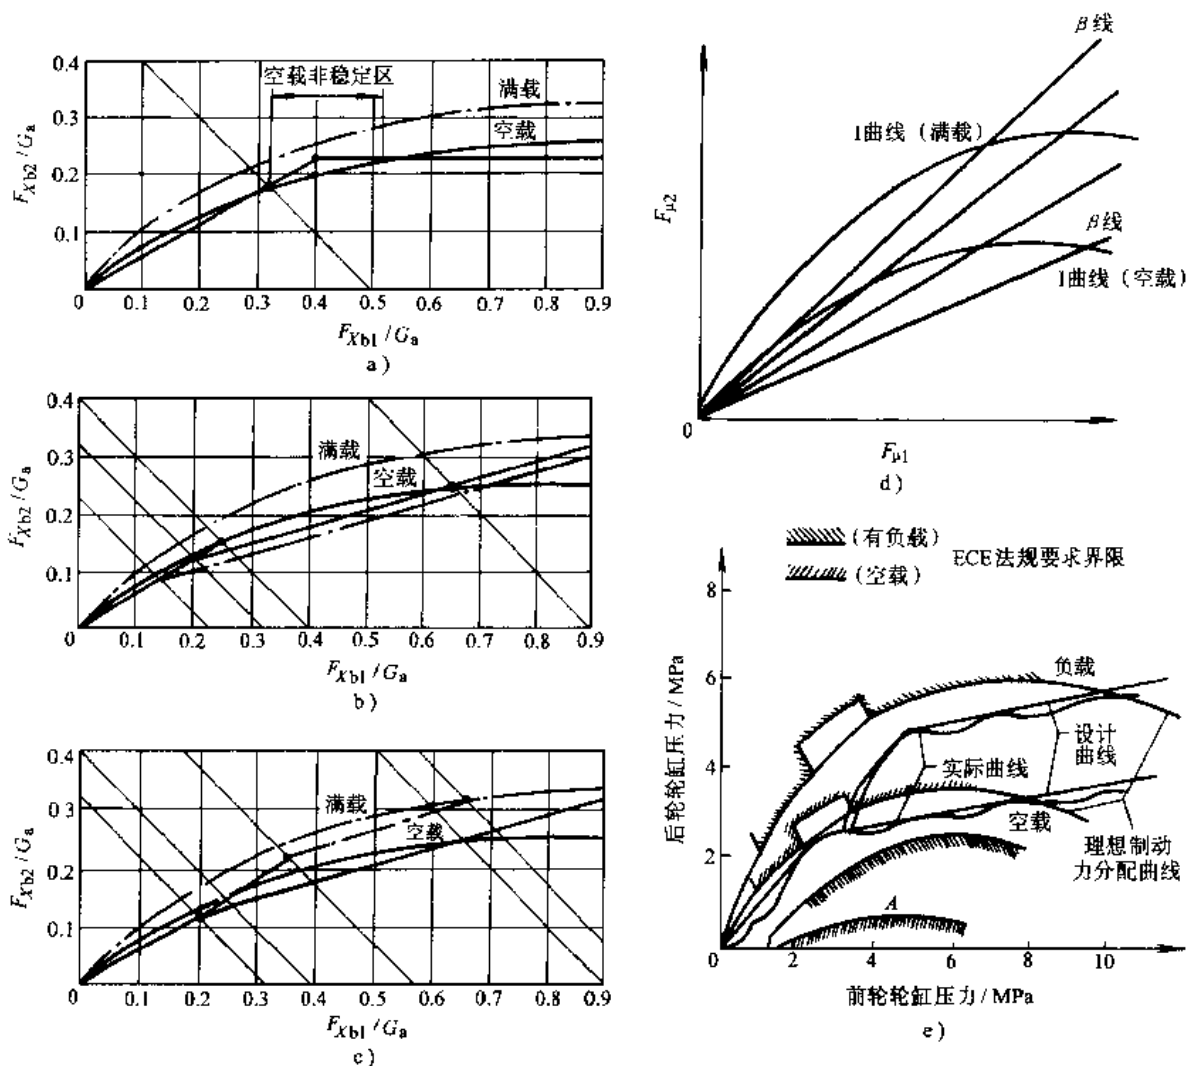 0.4
0.3
0.2
0.1
0
0.1
0.2
0.3
0.4
0.5
0.6
0.7
0.8
0.9
F_Xb2/G_a
空载非稳定区
满载
空载
F_Xb1/G_a
a)
0.4
0.3
0.2
0.1
0
0.1
0.2
0.3
0.4
0.5
0.6
0.7
0.8
0.9
F_Xb2/G_a
满载
空载
F_Xb1/G_a
b)
0.4
0.3
0.2
0.1
0
0.1
0.2
0.3
0.4
0.5
0.6
0.7
0.8
0.9
F_Xb2/G_a
满载
空载
F_Xb1/G_a
c)
β线
I曲线（满载）
β线
I曲线（空载）
F_μ2
0
F_μ1
d)
（有负载）
（空载）
ECE法规要求界限
8
6
4
2
0
2
4
6
8
10
后轮轮缸压力/MPa
负载
设计
曲线
实际曲线
空载
理想制动
力分配曲线
A
前轮轮缸压力/MPa
e)